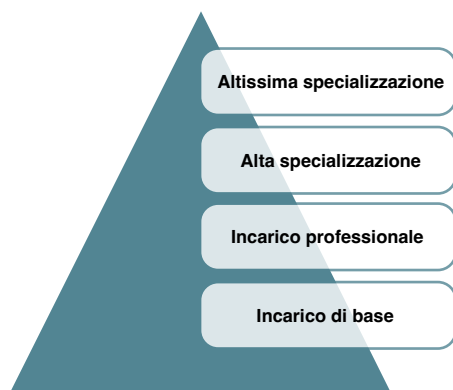 Altissima specializzazione
Alta specializzazione
Incarico professionale
Incarico di base